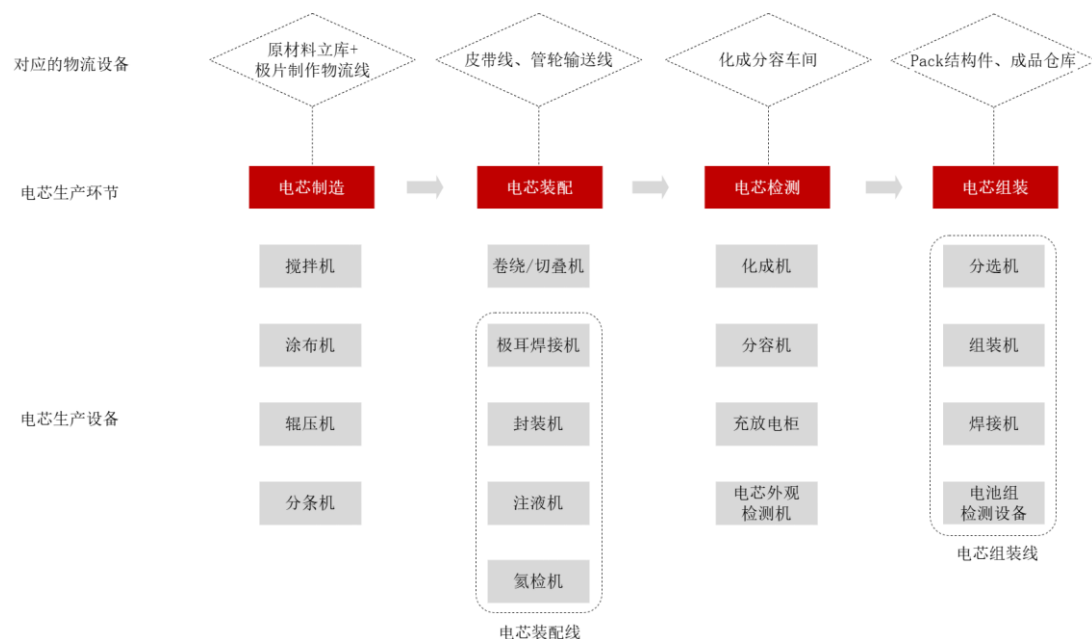 对应的物流设备
原材料立库+
极片制作物流线
皮带线、管轮输送线
化成分容车间
Pack结构件、成品仓库
电芯生产环节
电芯制造
电芯装配
电芯检测
电芯组装
电芯生产设备
搅拌机
卷绕/切叠机
化成机
分选机
涂布机
极耳焊接机
分容机
组装机
辊压机
封装机
充放电柜
焊接机
分条机
注液机
电芯外观
检测机
电池组
检测设备
氦检机
电芯装配线
电芯组装线